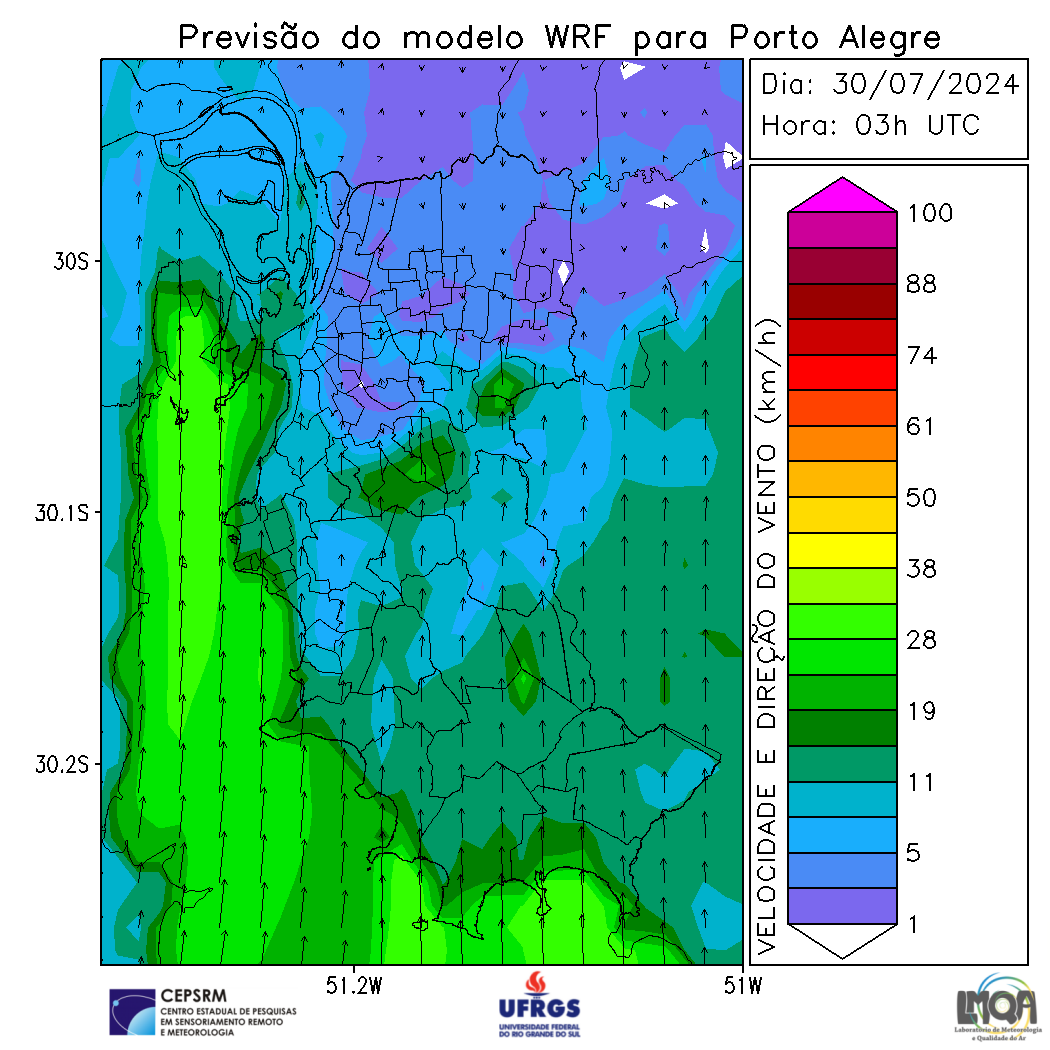 Previsão do modelo WRF para Porto Alegre
Dia: 30/07/2024
Hora: 03h UTC
30S
30.1S
30.2S
51.2W
51W
VELOCIDADE E DIREÇÃO DO VENTO (km/h)
100
88
74
61
50
38
28
19
11
5
1
CEPSRM
CENTRO ESTADUAL DE PESQUISAS
EM SENSORIAMENTO REMOTO
E METEOROLOGIA
UFRGS
UNIVERSIDADE FEDERAL
DO RIO GRANDE DO SUL
LMQA
Laboratório de Meteorologia
e Qualidade do Ar